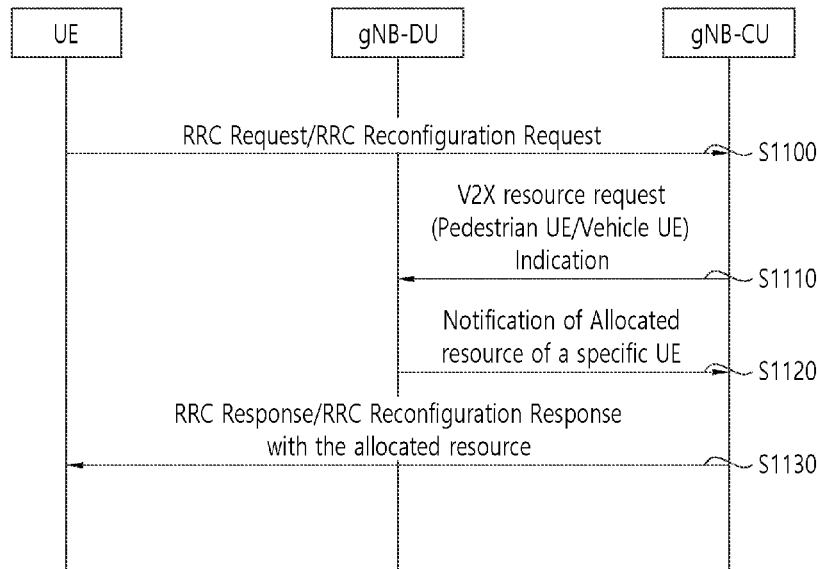 UE
gNB-DU
gNB-CU
RRC Request/RRC Reconfiguration Request
S1100
V2X resource request
(Pedestrian UE/Vehicle UE)
Indication
S1110
Notification of Allocated
resource of a specific UE
S1120
RRC Response/RRC Reconfiguration Response
with the allocated resource
S1130